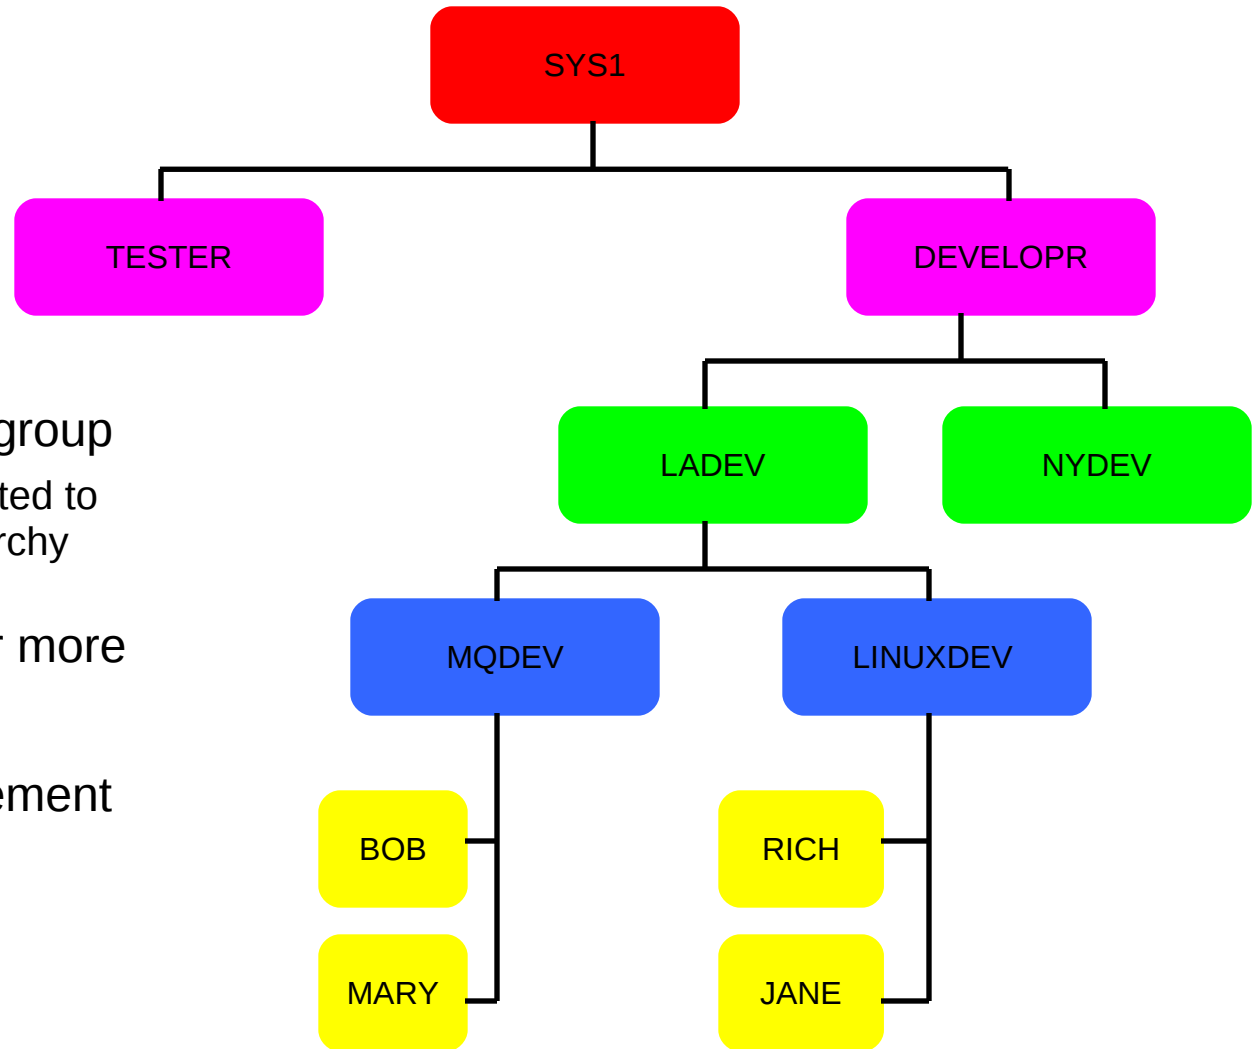 SYS1
TESTER DEVELOPR
group
LADEV NYDEV
ted to
rchy
r more
MQDEV LINUXDEV
ement
BOB RICH
MARY JANE